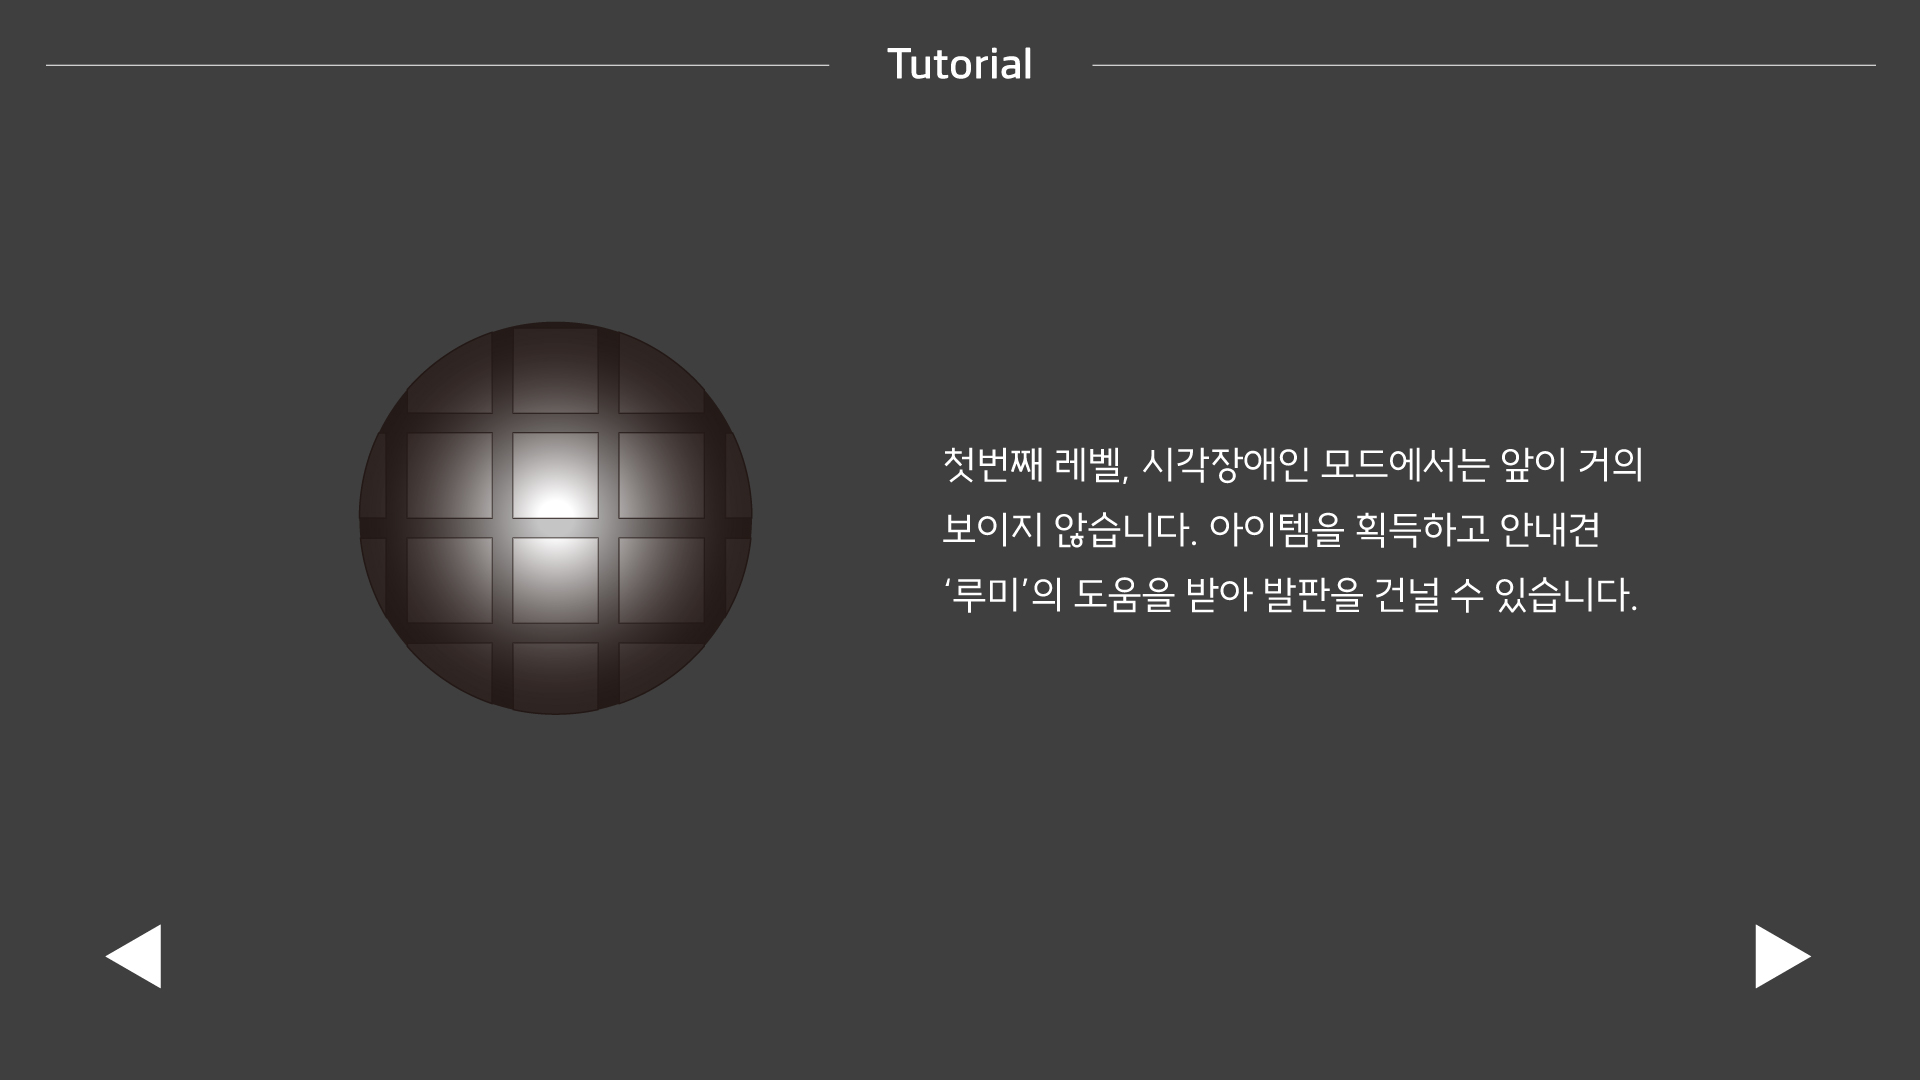 Tutorial
첫번째 레벨, 시각장애인 모드에서는 앞이 거의
보이지 않습니다. 아이템을 획득하고 안내견
‘루미’의 도움을 받아 발판을 건널 수 있습니다.